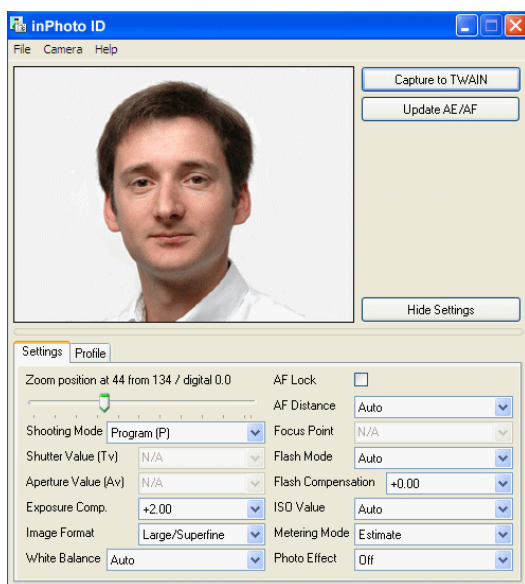 inPhoto ID
File Camera Help
Capture to TWAIN
Update AE/AF
Hide Settings
Settings Profile
Zoom position at 44 from 134 / digital 0.0
AF Lock
AF Distance Auto
Shooting Mode Program (P)
Focus Point N/A
Shutter Value (Tv) N/A
Flash Mode Auto
Aperture Value (Av) N/A
Flash Compensation +0.00
Exposure Comp. +2.00
ISO Value Auto
Image Format Large/Superfine
Metering Mode Estimate
White Balance Auto
Photo Effect Off